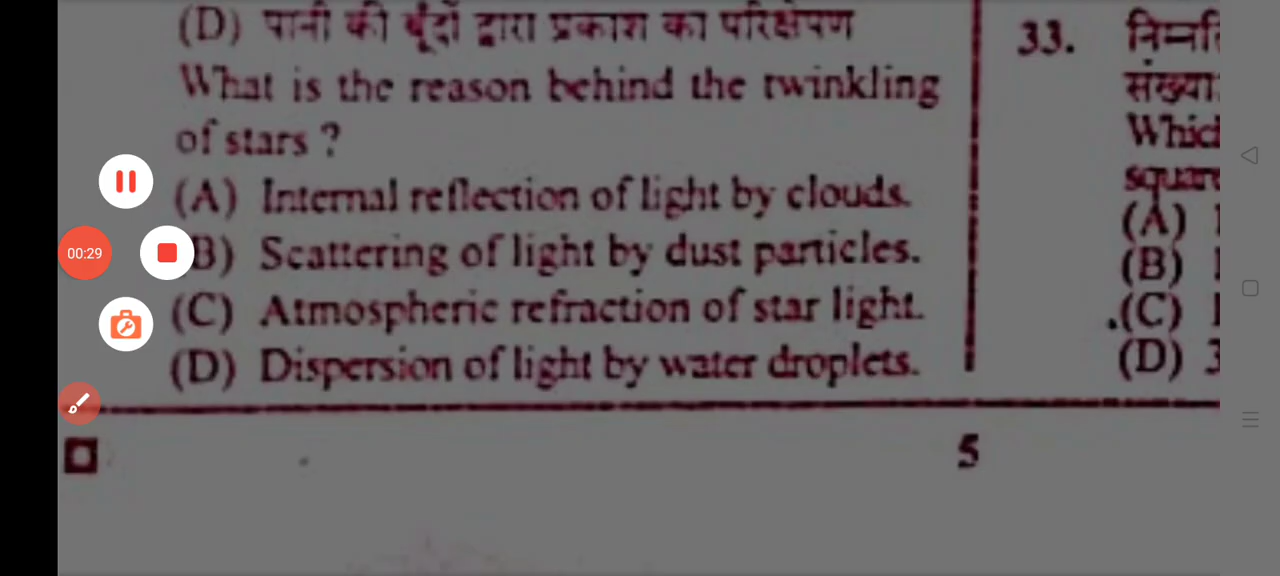 (D) पानी की बूँदों द्वारा प्रकाश का परिक्षेपण
What is the reason behind the twinkling
of stars ?
(A) Internal reflection of light by clouds.
B) Scattering of light by dust particles.
(C) Atmospheric refraction of star light.
(D) Dispersion of light by water droplets.
5
33.
संख्या
(A)
(B)
(C)
(D) 3
00:29